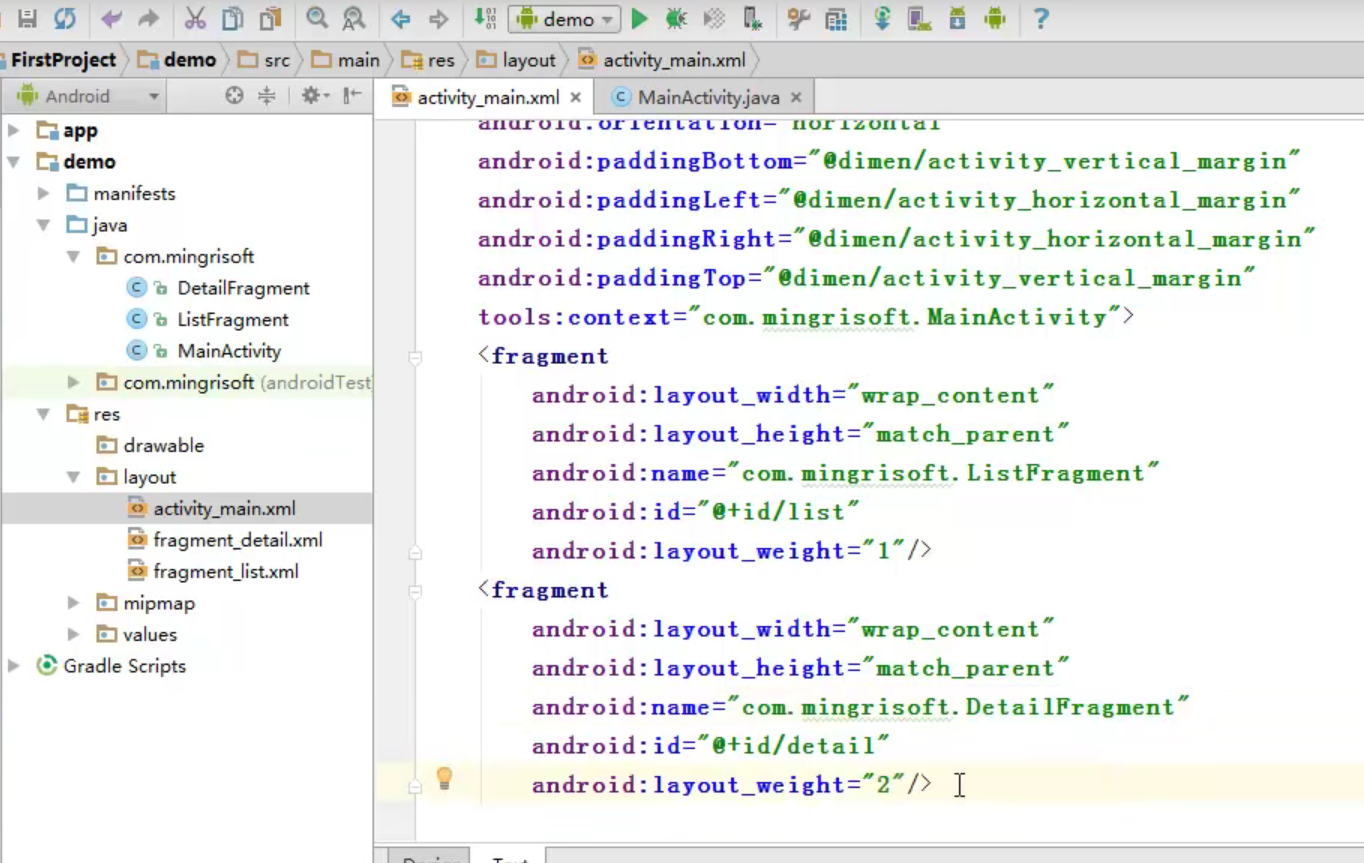 demo
?
FirstProject demo src main res layout activity_main.xml
Android
activity_main.xml MainActivity.java
app
demo
manifests
java
com.mingrisoft
DetailFragment
ListFragment
MainActivity
com.mingrisoft (androidTest
res
drawable
layout
activity_main.xml
fragment_detail.xml
fragment_list.xml
mipmap
values
Gradle Scripts
android:orientation="horizontal
android:paddingBottom="@dimen/activity_vertical_margin"
android:paddingLeft="@dimen/activity_horizontal_margin"
android:paddingRight="@dimen/activity_horizontal_margin"
android:paddingTop="@dimen/activity_vertical_margin"
tools:context="com.mingrisoft.MainActivity">
<fragment
android:layout_width="wrap_content"
android:layout_height="match_parent"
android:name="com.mingrisoft.ListFragment"
android:id="@+id/list"
android:layout_weight="1"/>
<fragment
android:layout_width="wrap_content"
android:layout_height="match_parent"
android:name="com.mingrisoft.DetailFragment"
android:id="@+id/detail"
android:layout_weight="2"/>
Design Text